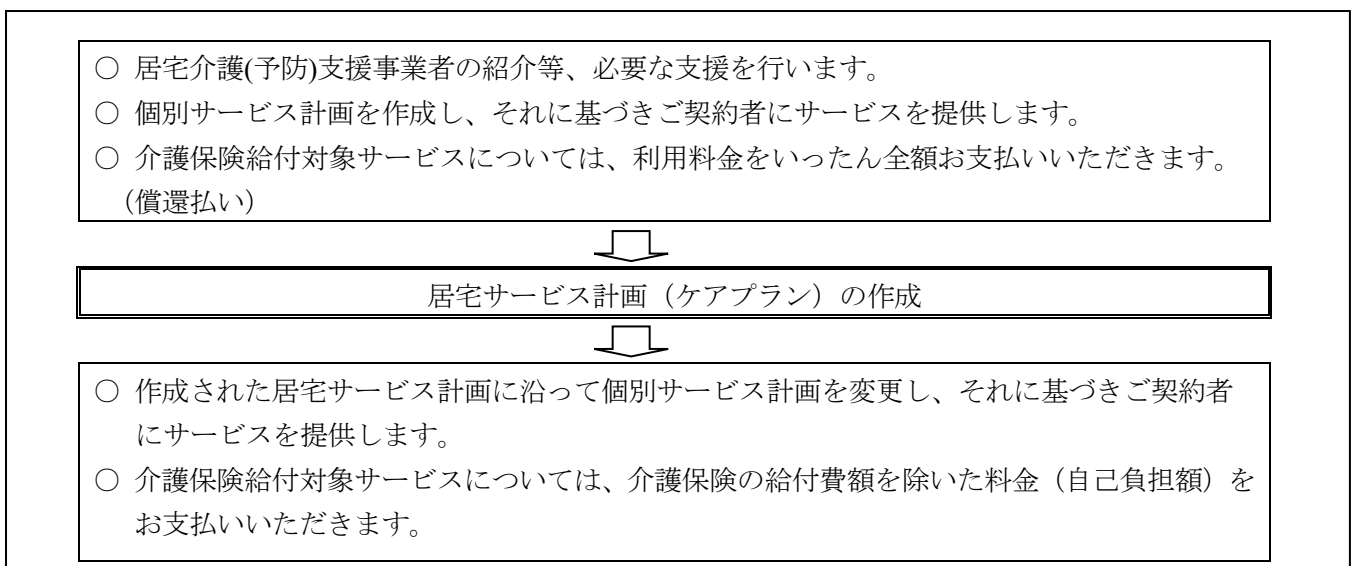 ○ 居宅介護(予防)支援事業者の紹介等、必要な支援を行います。
○ 個別サービス計画を作成し、それに基づきご契約者にサービスを提供します。
○ 介護保険給付対象サービスについては、利用料金をいったん全額お支払いいただきます。
（償還払い）
居宅サービス計画（ケアプラン）の作成
○ 作成された居宅サービス計画に沿って個別サービス計画を変更し、それに基づきご契約者
にサービスを提供します。
○ 介護保険給付対象サービスについては、介護保険の給付費額を除いた料金（自己負担額）を
お支払いいただきます。